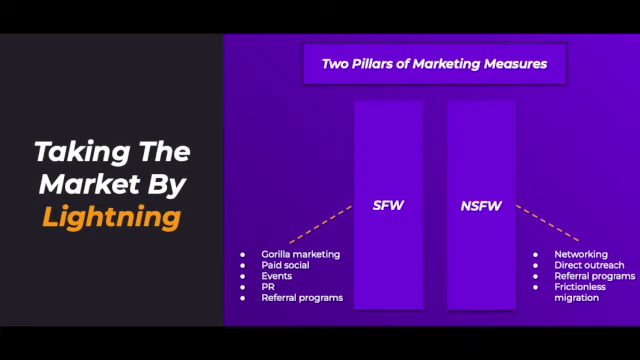 Taking The
Market By
Lightning
Two Pillars of Marketing Measures
SFW
NSFW
Gorilla marketing
Paid social
Events
PR
Referral programs
Networking
Direct outreach
Referral programs
Frictionless
migration